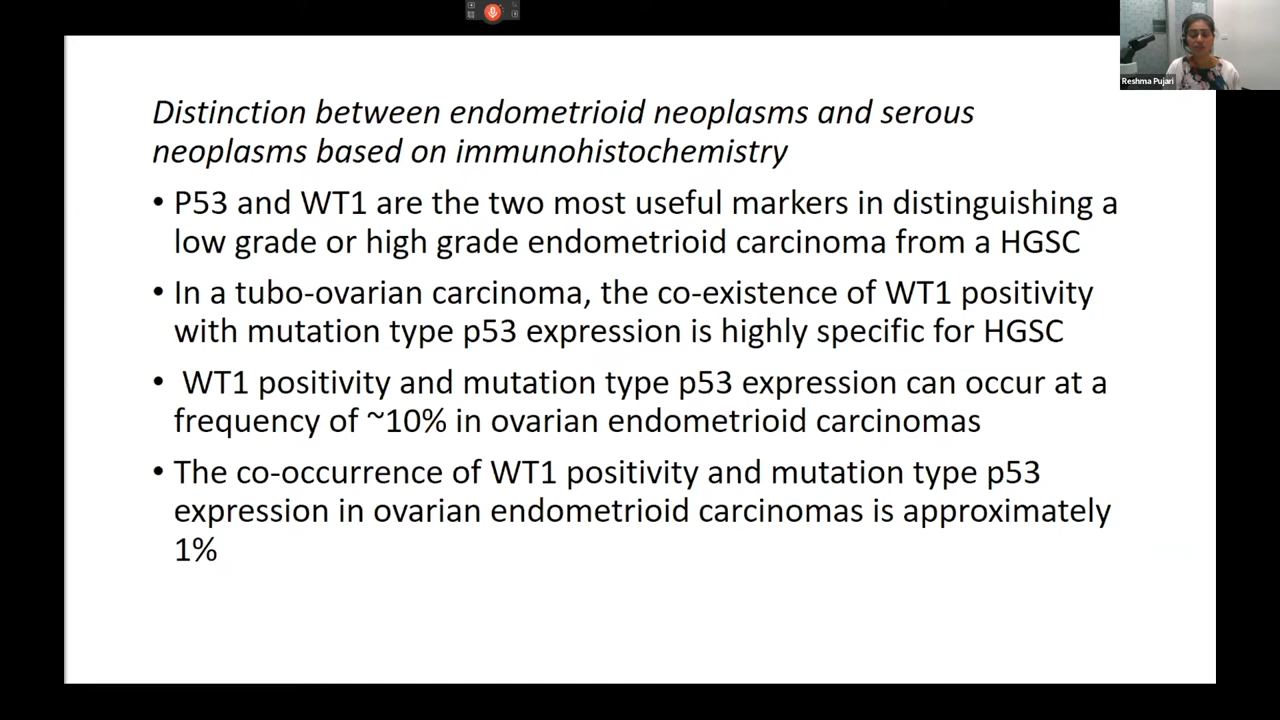 Reshma Pujari
Distinction between endometrioid neoplasms and serous
neoplasms based on immunohistochemistry
• P53 and WT1 are the two most useful markers in distinguishing a
low grade or high grade endometrioid carcinoma from a HGSC
• In a tubo-ovarian carcinoma, the co-existence of WT1 positivity
with mutation type p53 expression is highly specific for HGSC
• WT1 positivity and mutation type p53 expression can occur at a
frequency of ~10% in ovarian endometrioid carcinomas
• The co-occurrence of WT1 positivity and mutation type p53
expression in ovarian endometrioid carcinomas is approximately
1%